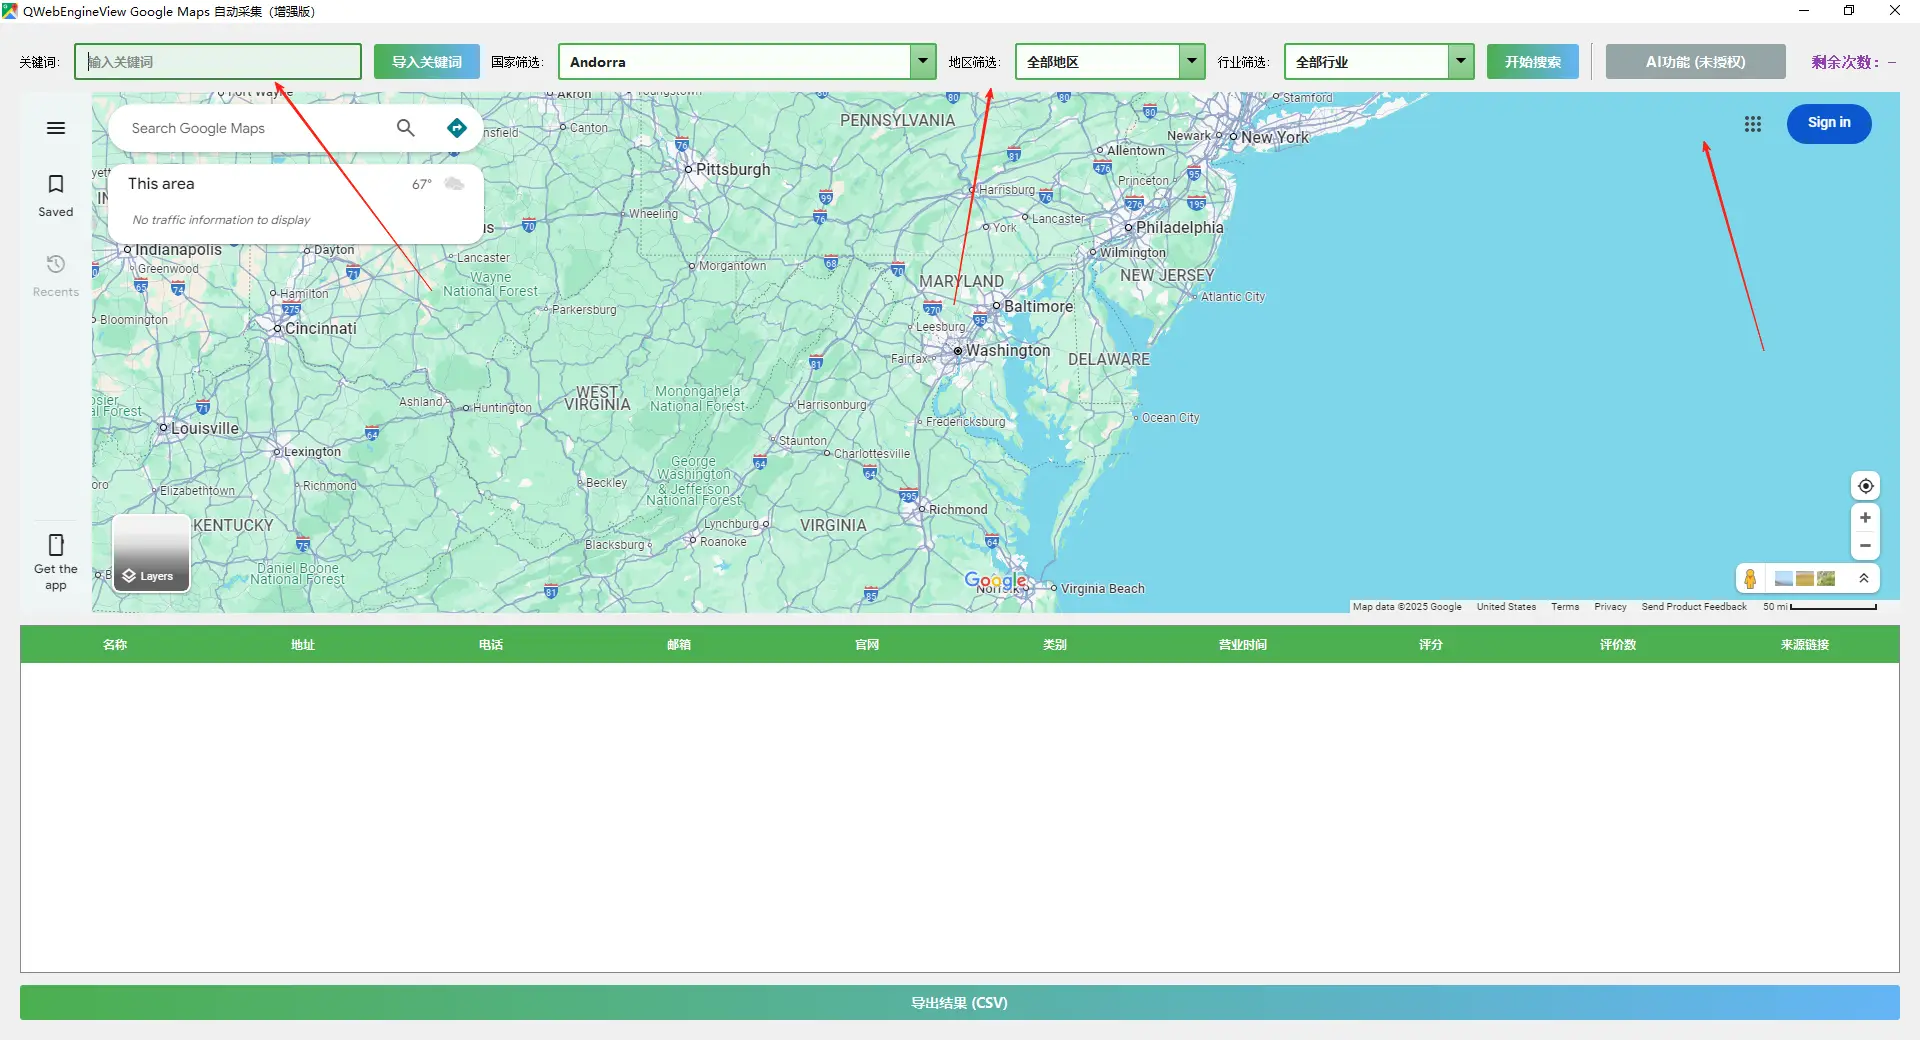 QWebEngineView Google Maps 自动采集（增强版）
关键词: 输入关键词 导入关键词 国家筛选: Andorra 地区筛选: 全部地区 行业筛选: 全部行业 开始搜索 AI功能 (未授权) 剩余次数: –
Search Google Maps
Sign in
This area 67°
No traffic information to display
Saved
Recents
Get the
app
Layers
Fort Wayne
Akron
Youngstown
Canton
PENNSYLVANIA
Stamford
New York
Newark
Allentown
Pittsburgh
Princeton
Harrisburg
Wheeling
Lancaster
York
Philadelphia
Indianapolis
Dayton
Lancaster
Wilmington
Greenwood
Morgantown
Wayne
National Forest
MARYLAND
NEW JERSEY
Hamilton
Atlantic City
Parkersburg
Baltimore
Bloomington
Cincinnati
Leesburg
Fairfax
Washington
DELAWARE
WEST
VIRGINIA
Monongahela
National Forest
Ashland
Huntington
Harrisonburg
Ocean City
Louisville
Fredericksburg
Staunton
Lexington
Charlottesville
George
Washington
& Jefferson
National Forest
Elizabethtown
Richmond
Beckley
Richmond
KENTUCKY
Lynchburg
VIRGINIA
Roanoke
Blacksburg
Daniel Boone
National Forest
Google
Norfolk
Virginia Beach
Map data ©2025 Google United States Terms Privacy Send Product Feedback 50 mi
名称 地址 电话 邮箱 官网 类别 营业时间 评分 评价数 来源链接
导出结果 (CSV)